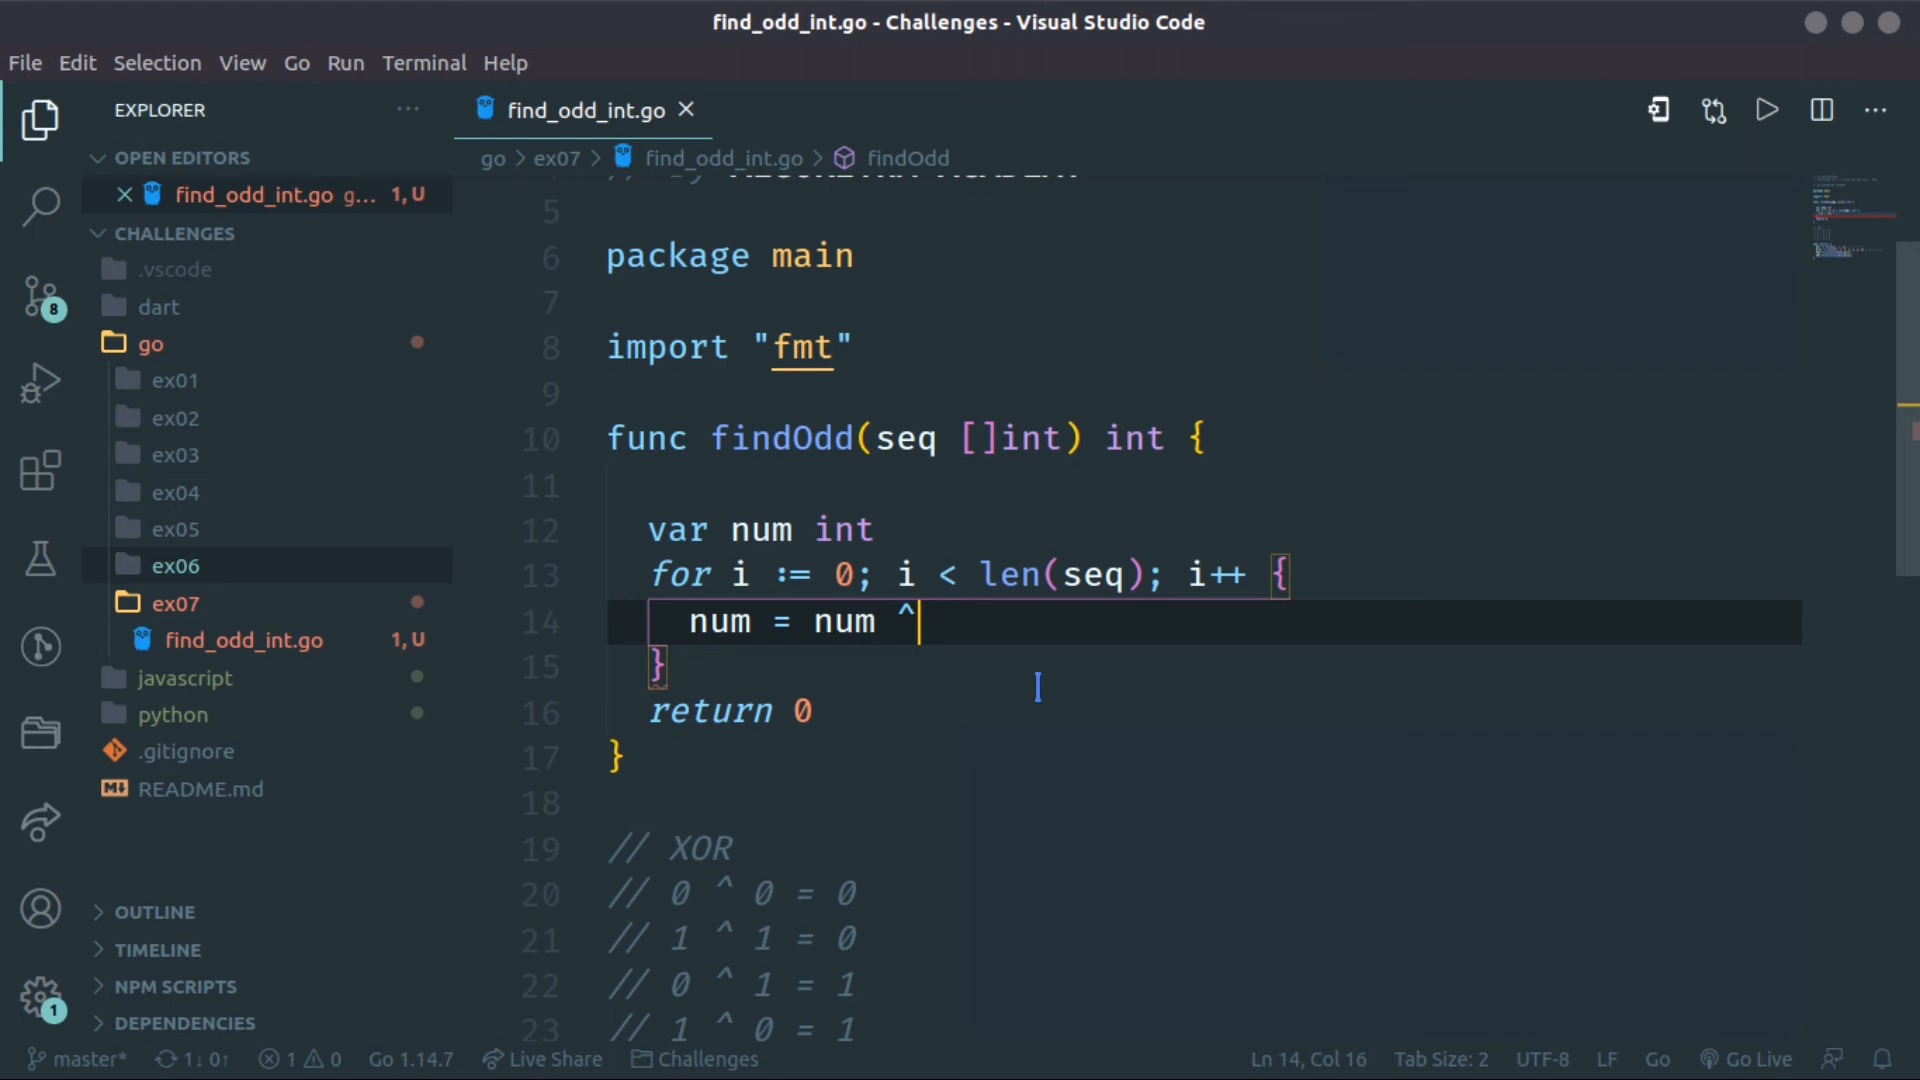 find_odd_int.go - Challenges - Visual Studio Code
File Edit Selection View Go Run Terminal Help
EXPLORER
OPEN EDITORS
find_odd_int.go g... 1, U
CHALLENGES
.vscode
dart
go
ex01
ex02
ex03
ex04
ex05
ex06
ex07
find_odd_int.go 1, U
javascript
python
.gitignore
README.md
OUTLINE
TIMELINE
NPM SCRIPTS
DEPENDENCIES
8
1
find_odd_int.go
go > ex07 > find_odd_int.go > findOdd
5
6 package main
7
8 import "fmt"
9
10 func findOdd(seq []int) int {
11
12 var num int
13 for i := 0; i < len(seq); i++ {
14 num = num ^
15 }
16 return 0
17 }
18
19 // XOR
20 // 0 ^ 0 = 0
21 // 1 ^ 1 = 0
22 // 0 ^ 1 = 1
23 // 1 ^ 0 = 1
master* 1↓ 0↑ 1 0 Go 1.14.7 Live Share Challenges Ln 14, Col 16 Tab Size: 2 UTF-8 LF Go Go Live